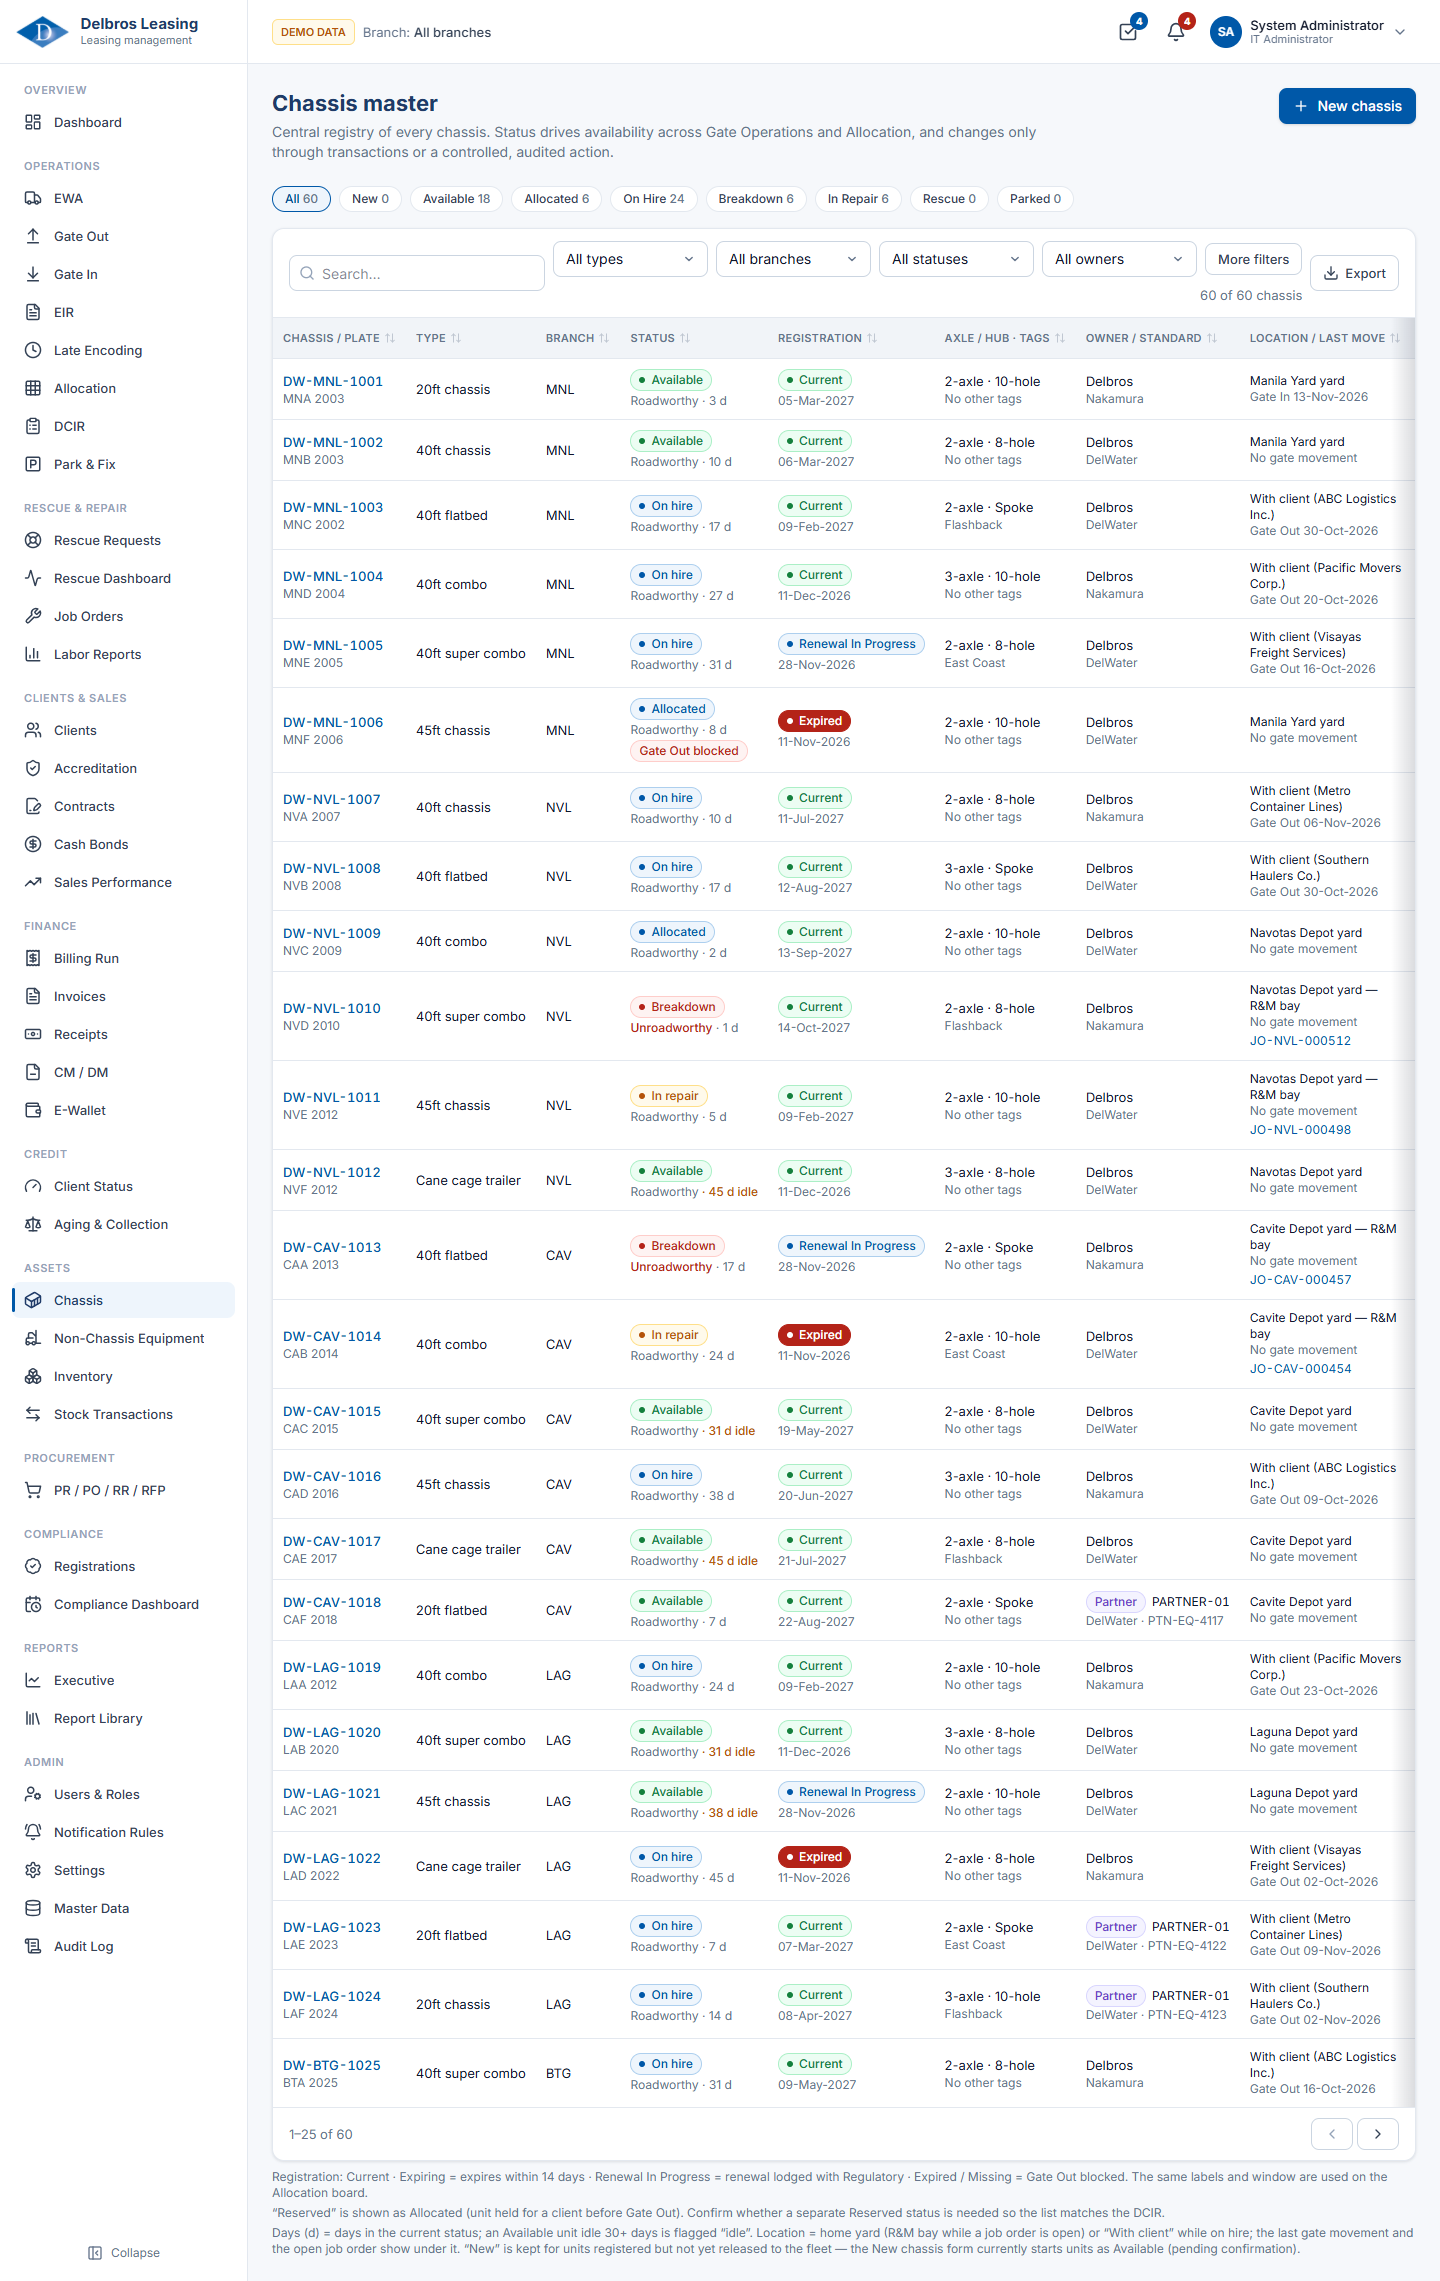 Delbros Leasing
Leasing management
DEMO DATA
Branch: All branches
4
4
SA
System Administrator
IT Administrator
OVERVIEW
Dashboard
OPERATIONS
EWA
Gate Out
Gate In
EIR
Late Encoding
Allocation
DCIR
Park & Fix
RESCUE & REPAIR
Rescue Requests
Rescue Dashboard
Job Orders
Labor Reports
CLIENTS & SALES
Clients
Accreditation
Contracts
Cash Bonds
Sales Performance
FINANCE
Billing Run
Invoices
Receipts
CM / DM
E-Wallet
CREDIT
Client Status
Aging & Collection
ASSETS
Chassis
Non-Chassis Equipment
Inventory
Stock Transactions
PROCUREMENT
PR / PO / RR / RFP
COMPLIANCE
Registrations
Compliance Dashboard
REPORTS
Executive
Report Library
ADMIN
Users & Roles
Notification Rules
Settings
Master Data
Audit Log
Collapse
Chassis master
Central registry of every chassis. Status drives availability across Gate Operations and Allocation, and changes only
through transactions or a controlled, audited action.
New chassis
All 60 New 0 Available 18 Allocated 6 On Hire 24 Breakdown 6 In Repair 6 Rescue 0 Parked 0
Search...
All types
All branches
All statuses
All owners
More filters
60 of 60 chassis
Export
CHASSIS / PLATE TYPE BRANCH STATUS REGISTRATION AXLE / HUB · TAGS OWNER / STANDARD LOCATION / LAST MOVE
DW-MNL-1001 20ft chassis MNL Available Current 2-axle · 10-hole Delbros Manila Yard yard
MNA 2003 Roadworthy · 3 d 05-Mar-2027 No other tags Nakamura Gate In 13-Nov-2026
DW-MNL-1002 40ft chassis MNL Available Current 2-axle · 8-hole Delbros Manila Yard yard
MNB 2003 Roadworthy · 10 d 06-Mar-2027 No other tags DelWater No gate movement
DW-MNL-1003 40ft flatbed MNL On hire Current 2-axle · Spoke Delbros With client (ABC Logistics Inc.)
MNC 2002 Roadworthy · 17 d 09-Feb-2027 Flashback DelWater Gate Out 30-Oct-2026
DW-MNL-1004 40ft combo MNL On hire Current 3-axle · 10-hole Delbros With client (Pacific Movers Corp.)
MND 2004 Roadworthy · 27 d 11-Dec-2026 No other tags Nakamura Gate Out 20-Oct-2026
DW-MNL-1005 40ft super combo MNL On hire Renewal In Progress 2-axle · 8-hole Delbros With client (Visayas Freight Services)
MNE 2005 Roadworthy · 31 d 28-Nov-2026 East Coast DelWater Gate Out 16-Oct-2026
DW-MNL-1006 45ft chassis MNL Allocated Expired 2-axle · 10-hole Delbros Manila Yard yard
MNF 2006 Roadworthy · 8 d 11-Nov-2026 No other tags DelWater No gate movement
Gate Out blocked
DW-NVL-1007 40ft chassis NVL On hire Current 2-axle · 8-hole Delbros With client (Metro Container Lines)
NVA 2007 Roadworthy · 10 d 11-Jul-2027 No other tags Nakamura Gate Out 06-Nov-2026
DW-NVL-1008 40ft flatbed NVL On hire Current 3-axle · Spoke Delbros With client (Southern Haulers Co.)
NVB 2008 Roadworthy · 17 d 12-Aug-2027 No other tags DelWater Gate Out 30-Oct-2026
DW-NVL-1009 40ft combo NVL Allocated Current 2-axle · 10-hole Delbros Navotas Depot yard
NVC 2009 Roadworthy · 2 d 13-Sep-2027 No other tags DelWater No gate movement
DW-NVL-1010 40ft super combo NVL Breakdown Current 2-axle · 8-hole Delbros Navotas Depot yard — R&M bay
NVD 2010 Unroadworthy · 1 d 14-Oct-2027 Flashback Nakamura No gate movement
JO-NVL-000512
DW-NVL-1011 45ft chassis NVL In repair Current 2-axle · 10-hole Delbros Navotas Depot yard — R&M bay
NVE 2012 Roadworthy · 5 d 09-Feb-2027 No other tags DelWater No gate movement
JO-NVL-000498
DW-NVL-1012 Cane cage trailer NVL Available Current 3-axle · 8-hole Delbros Navotas Depot yard
NVF 2012 Roadworthy · 45 d idle 11-Dec-2026 No other tags DelWater No gate movement
DW-CAV-1013 40ft flatbed CAV Breakdown Renewal In Progress 2-axle · Spoke Delbros Cavite Depot yard — R&M bay
CAA 2013 Unroadworthy · 17 d 28-Nov-2026 No other tags Nakamura No gate movement
JO-CAV-000457
DW-CAV-1014 40ft combo CAV In repair Expired 2-axle · 10-hole Delbros Cavite Depot yard — R&M bay
CAB 2014 Roadworthy · 24 d 11-Nov-2026 East Coast DelWater No gate movement
JO-CAV-000454
DW-CAV-1015 40ft super combo CAV Available Current 2-axle · 8-hole Delbros Cavite Depot yard
CAC 2015 Roadworthy · 31 d idle 19-May-2027 No other tags DelWater No gate movement
DW-CAV-1016 45ft chassis CAV On hire Current 3-axle · 10-hole Delbros With client (ABC Logistics Inc.)
CAD 2016 Roadworthy · 38 d 20-Jun-2027 No other tags Nakamura Gate Out 09-Oct-2026
DW-CAV-1017 Cane cage trailer CAV Available Current 2-axle · 8-hole Delbros Cavite Depot yard
CAE 2017 Roadworthy · 45 d idle 21-Jul-2027 Flashback DelWater No gate movement
DW-CAV-1018 20ft flatbed CAV Available Current 2-axle · Spoke Partner PARTNER-01 Cavite Depot yard
CAF 2018 Roadworthy · 7 d 22-Aug-2027 No other tags DelWater · PTN-EQ-4117 No gate movement
DW-LAG-1019 40ft combo LAG On hire Current 2-axle · 10-hole Delbros With client (Pacific Movers Corp.)
LAA 2012 Roadworthy · 24 d 09-Feb-2027 No other tags Nakamura Gate Out 23-Oct-2026
DW-LAG-1020 40ft super combo LAG Available Current 3-axle · 8-hole Delbros Laguna Depot yard
LAB 2020 Roadworthy · 31 d idle 11-Dec-2026 No other tags DelWater No gate movement
DW-LAG-1021 45ft chassis LAG Available Renewal In Progress 2-axle · 10-hole Delbros Laguna Depot yard
LAC 2021 Roadworthy · 38 d idle 28-Nov-2026 No other tags DelWater No gate movement
DW-LAG-1022 Cane cage trailer LAG On hire Expired 2-axle · 8-hole Delbros With client (Visayas Freight Services)
LAD 2022 Roadworthy · 45 d 11-Nov-2026 No other tags Nakamura Gate Out 02-Oct-2026
DW-LAG-1023 20ft flatbed LAG On hire Current 2-axle · Spoke Partner PARTNER-01 With client (Metro Container Lines)
LAE 2023 Roadworthy · 7 d 07-Mar-2027 East Coast DelWater · PTN-EQ-4122 Gate Out 09-Nov-2026
DW-LAG-1024 20ft chassis LAG On hire Current 3-axle · 10-hole Partner PARTNER-01 With client (Southern Haulers Co.)
LAF 2024 Roadworthy · 14 d 08-Apr-2027 Flashback DelWater · PTN-EQ-4123 Gate Out 02-Nov-2026
DW-BTG-1025 40ft super combo BTG On hire Current 2-axle · 8-hole Delbros With client (ABC Logistics Inc.)
BTA 2025 Roadworthy · 31 d 09-May-2027 No other tags Nakamura Gate Out 16-Oct-2026
1–25 of 60
Registration: Current · Expiring = expires within 14 days · Renewal In Progress = renewal lodged with Regulatory · Expired / Missing = Gate Out blocked. The same labels and window are used on the
Allocation board.
“Reserved” is shown as Allocated (unit held for a client before Gate Out). Confirm whether a separate Reserved status is needed so the list matches the DCIR.
Days (d) = days in the current status; an Available unit idle 30+ days is flagged “idle”. Location = home yard (R&M bay while a job order is open) or “With client” while on hire; the last gate movement and
the open job order show under it. “New” is kept for units registered but not yet released to the fleet — the New chassis form currently starts units as Available (pending confirmation).